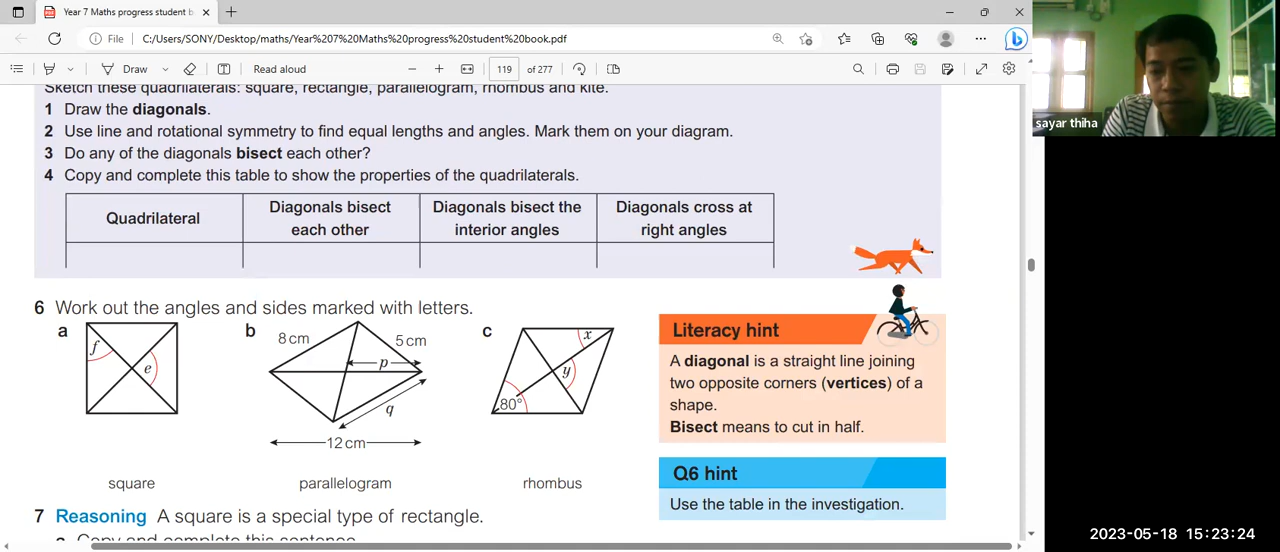 Year 7 Maths progress student b
File
C:/Users/SONY/Desktop/maths/Year%207%20Maths%20progress%20student%20book.pdf
Draw
Read aloud
119 of 277
Sketch these quadrilaterals: square, rectangle, parallelogram, rhombus and kite.
1 Draw the diagonals.
2 Use line and rotational symmetry to find equal lengths and angles. Mark them on your diagram.
3 Do any of the diagonals bisect each other?
4 Copy and complete this table to show the properties of the quadrilaterals.
Quadrilateral
Diagonals bisect each other
Diagonals bisect the interior angles
Diagonals cross at right angles
6 Work out the angles and sides marked with letters.
a
f
e
square
b
8 cm
5 cm
p
q
12 cm
parallelogram
c
x
y
80°
rhombus
Literacy hint
A diagonal is a straight line joining
two opposite corners (vertices) of a
shape.
Bisect means to cut in half.
Q6 hint
Use the table in the investigation.
7 Reasoning A square is a special type of rectangle.
a Copy and complete this sentence
sayar thiha
2023-05-18 15:23:24